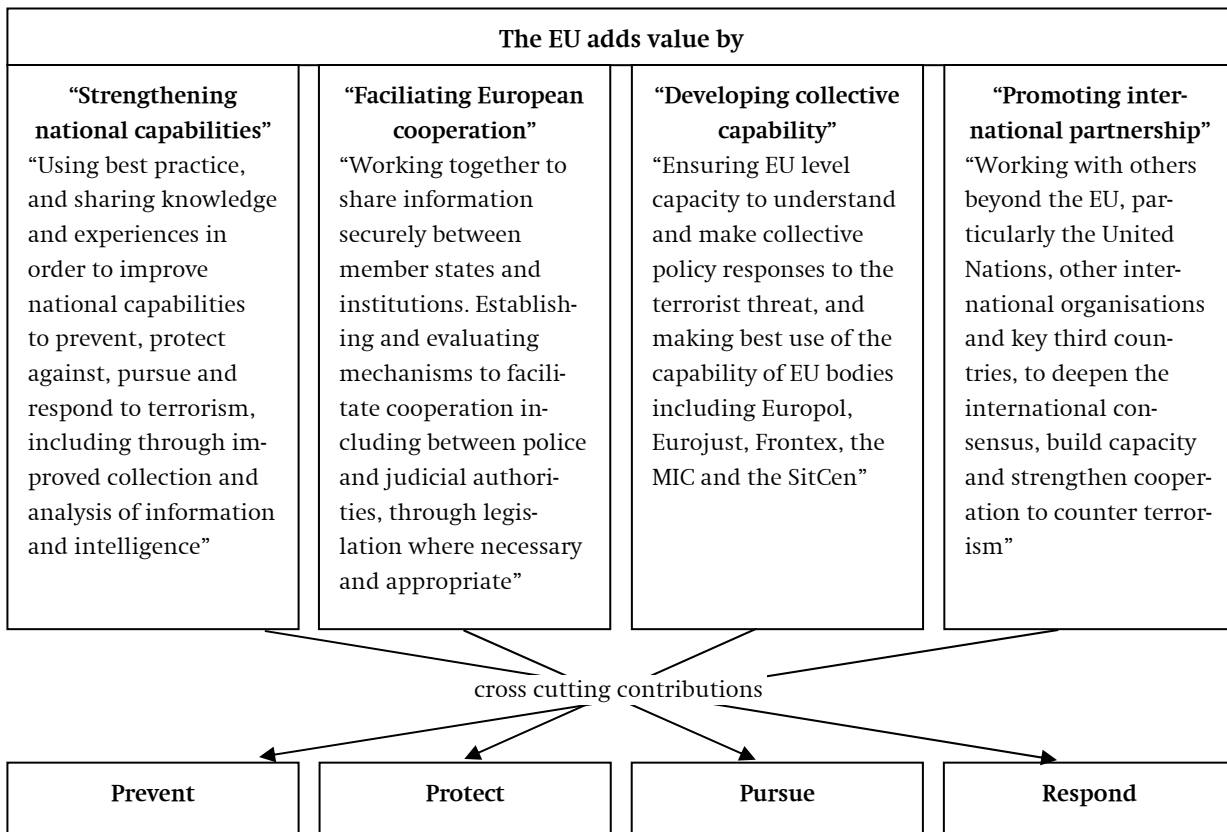 The EU adds value by
“Strengthening
national capabilities”
“Using best practice,
and sharing knowledge
and experiences in
order to improve
national capabilities
to prevent, protect
against, pursue and
respond to terrorism,
including through im-
proved collection and
analysis of information
and intelligence”
“Faciliating European
cooperation”
“Working together to
share information
securely between
member states and
institutions. Establish-
ing and evaluating
mechanisms to facili-
tate cooperation in-
cluding between police
and judicial authori-
ties, through legis-
lation where necessary
and appropriate”
“Developing collective
capability”
“Ensuring EU level
capacity to understand
and make collective
policy responses to the
terrorist threat, and
making best use of the
capability of EU bodies
including Europol,
Eurojust, Frontex, the
MIC and the SitCen”
“Promoting inter-
national partnership”
“Working with others
beyond the EU, par-
ticularly the United
Nations, other inter-
national organisations
and key third coun-
tries, to deepen the
international con-
sensus, build capacity
and strengthen cooper-
ation to counter terror-
ism”
cross cutting contributions
Prevent
Protect
Pursue
Respond